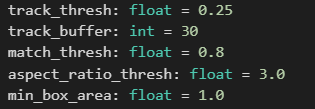 track_thresh: float = 0.25
track_buffer: int = 30
match_thresh: float = 0.8
aspect_ratio_thresh: float = 3.0
min_box_area: float = 1.0